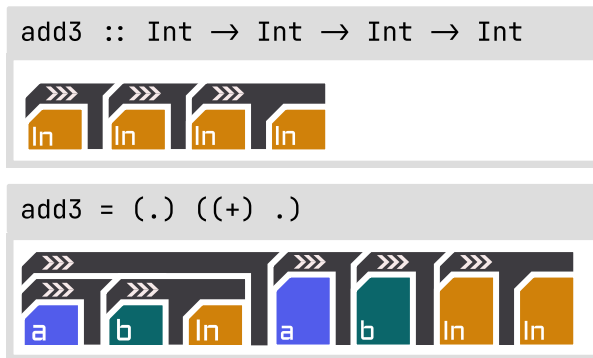 add3 :: Int -> Int -> Int -> Int
>>> >>> >>>
In In In In
add3 = (.) ((+) .)
>>> >>> >>> >>>
>>> >>>
a b In a b In In